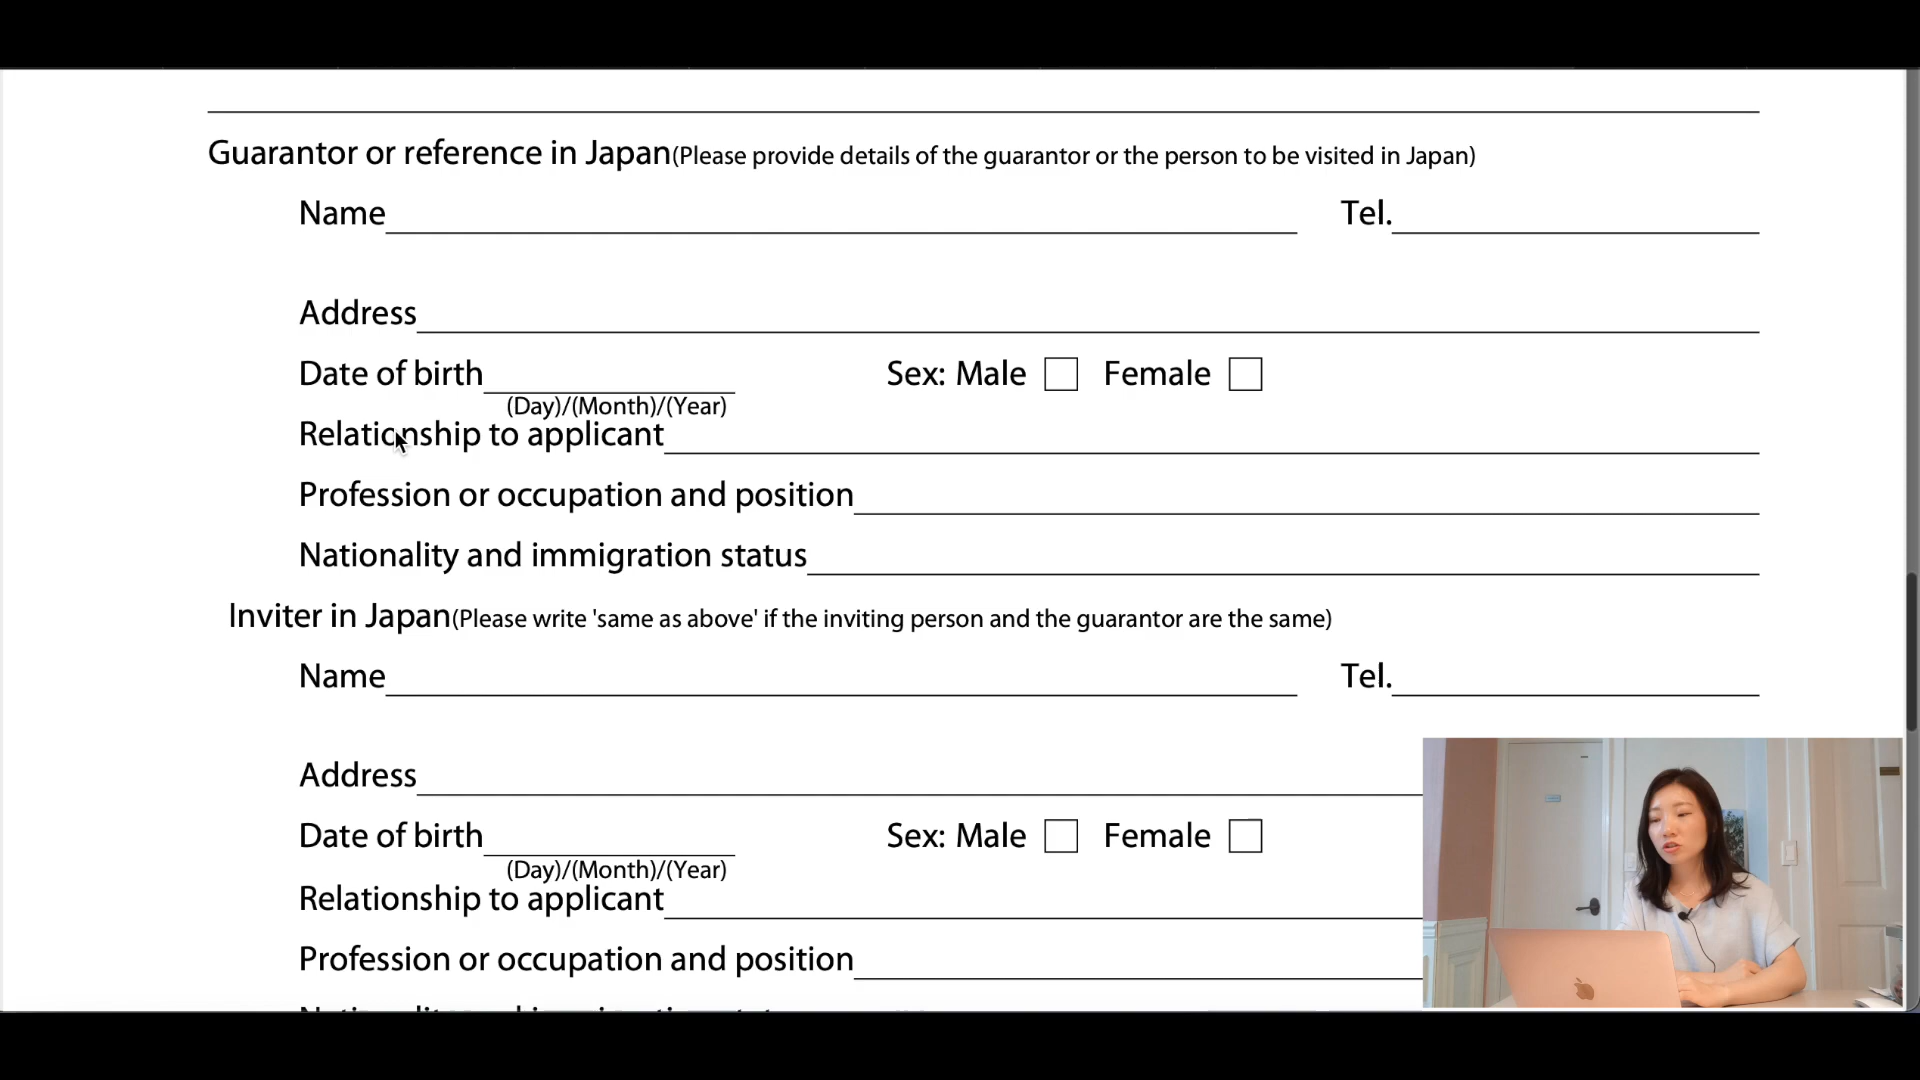 Guarantor or reference in Japan(Please provide details of the guarantor or the person to be visited in Japan)
Name Tel.
Address
Date of birth Sex: Male Female
(Day)/(Month)/(Year)
Relationship to applicant
Profession or occupation and position
Nationality and immigration status
Inviter in Japan(Please write 'same as above' if the inviting person and the guarantor are the same)
Name Tel.
Address
Date of birth Sex: Male Female
(Day)/(Month)/(Year)
Relationship to applicant
Profession or occupation and position